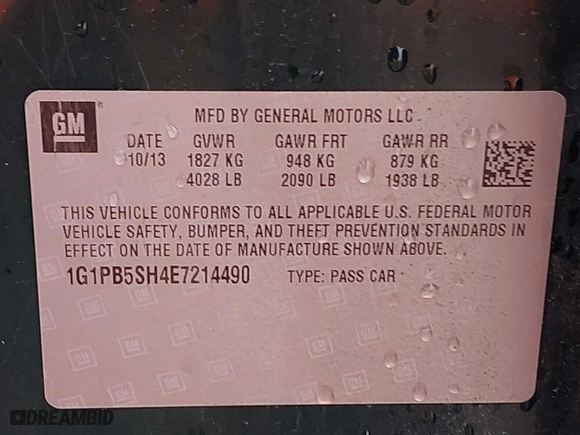 GM
MFD BY GENERAL MOTORS LLC
DATE GVWR GAWR FRT GAWR RR
10/13 1827 KG 948 KG 879 KG
4028 LB 2090 LB 1938 LB
THIS VEHICLE CONFORMS TO ALL APPLICABLE U.S. FEDERAL MOTOR
VEHICLE SAFETY, BUMPER, AND THEFT PREVENTION STANDARDS IN
EFFECT ON THE DATE OF MANUFACTURE SHOWN ABOVE.
1G1PB5SH4E7214490 TYPE: PASS CAR
DREAMBID